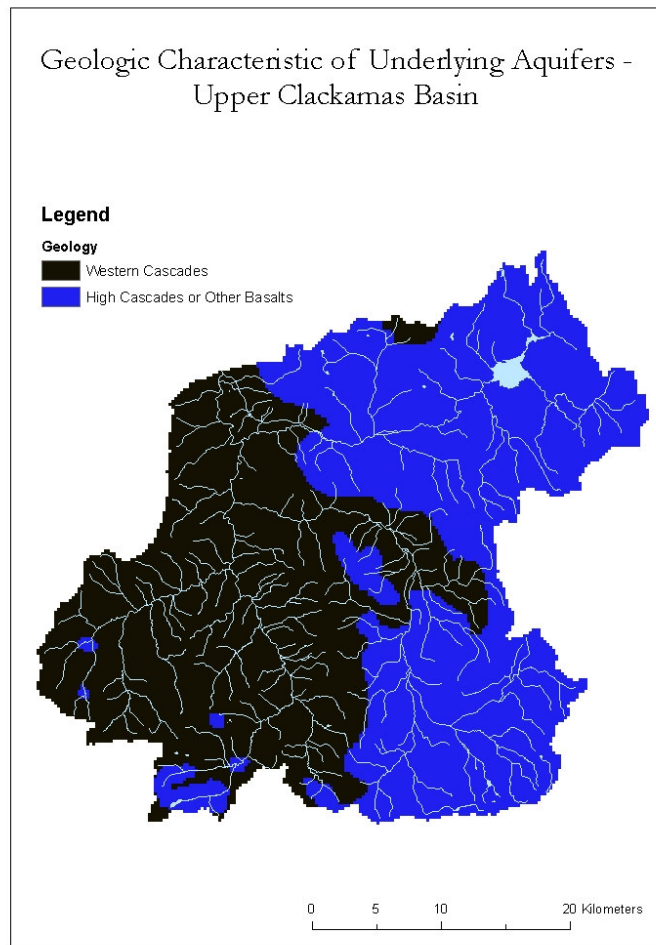 Geologic Characteristic of Underlying Aquifers -
Upper Clackamas Basin
Legend
Geology
Western Cascades
High Cascades or Other Basalts
0 5 10 20 Kilometers